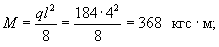 M = ql²/8 = 184·4²/8 = 368 кгс·м;